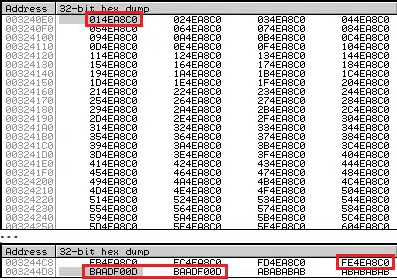 Address 32-bit hex dump
003240E0 014EA8C0 024EA8C0 034EA8C0 044EA8C0
003240F0 054EA8C0 064EA8C0 074EA8C0 084EA8C0
00324100 094EA8C0 0A4EA8C0 0B4EA8C0 0C4EA8C0
00324110 0D4EA8C0 0E4EA8C0 0F4EA8C0 104EA8C0
00324120 114EA8C0 124EA8C0 134EA8C0 144EA8C0
00324130 154EA8C0 164EA8C0 174EA8C0 184EA8C0
00324140 194EA8C0 1A4EA8C0 1B4EA8C0 1C4EA8C0
00324150 1D4EA8C0 1E4EA8C0 1F4EA8C0 204EA8C0
00324160 214EA8C0 224EA8C0 234EA8C0 244EA8C0
00324170 254EA8C0 264EA8C0 274EA8C0 284EA8C0
00324180 294EA8C0 2A4EA8C0 2B4EA8C0 2C4EA8C0
00324190 2D4EA8C0 2E4EA8C0 2F4EA8C0 304EA8C0
003241A0 314EA8C0 324EA8C0 334EA8C0 344EA8C0
003241B0 354EA8C0 364EA8C0 374EA8C0 384EA8C0
003241C0 394EA8C0 3A4EA8C0 3B4EA8C0 3C4EA8C0
003241D0 3D4EA8C0 3E4EA8C0 3F4EA8C0 404EA8C0
003241E0 414EA8C0 424EA8C0 434EA8C0 444EA8C0
003241F0 454EA8C0 464EA8C0 474EA8C0 484EA8C0
00324200 494EA8C0 4A4EA8C0 4B4EA8C0 4C4EA8C0
00324210 4D4EA8C0 4E4EA8C0 4F4EA8C0 504EA8C0
00324220 514EA8C0 524EA8C0 534EA8C0 544EA8C0
00324230 554EA8C0 564EA8C0 574EA8C0 584EA8C0
00324240 594EA8C0 5A4EA8C0 5B4EA8C0 5C4EA8C0
...
Address 32-bit hex dump
003244C8 FB4EA8C0 FC4EA8C0 FD4EA8C0 FE4EA8C0
003244D8 BAADF00D BAADF00D ABABABAB ABABABAB